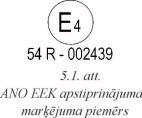 E4
54 R - 002439
5.1. att.
ANO EEK apstiprinājuma
marķējuma piemērs